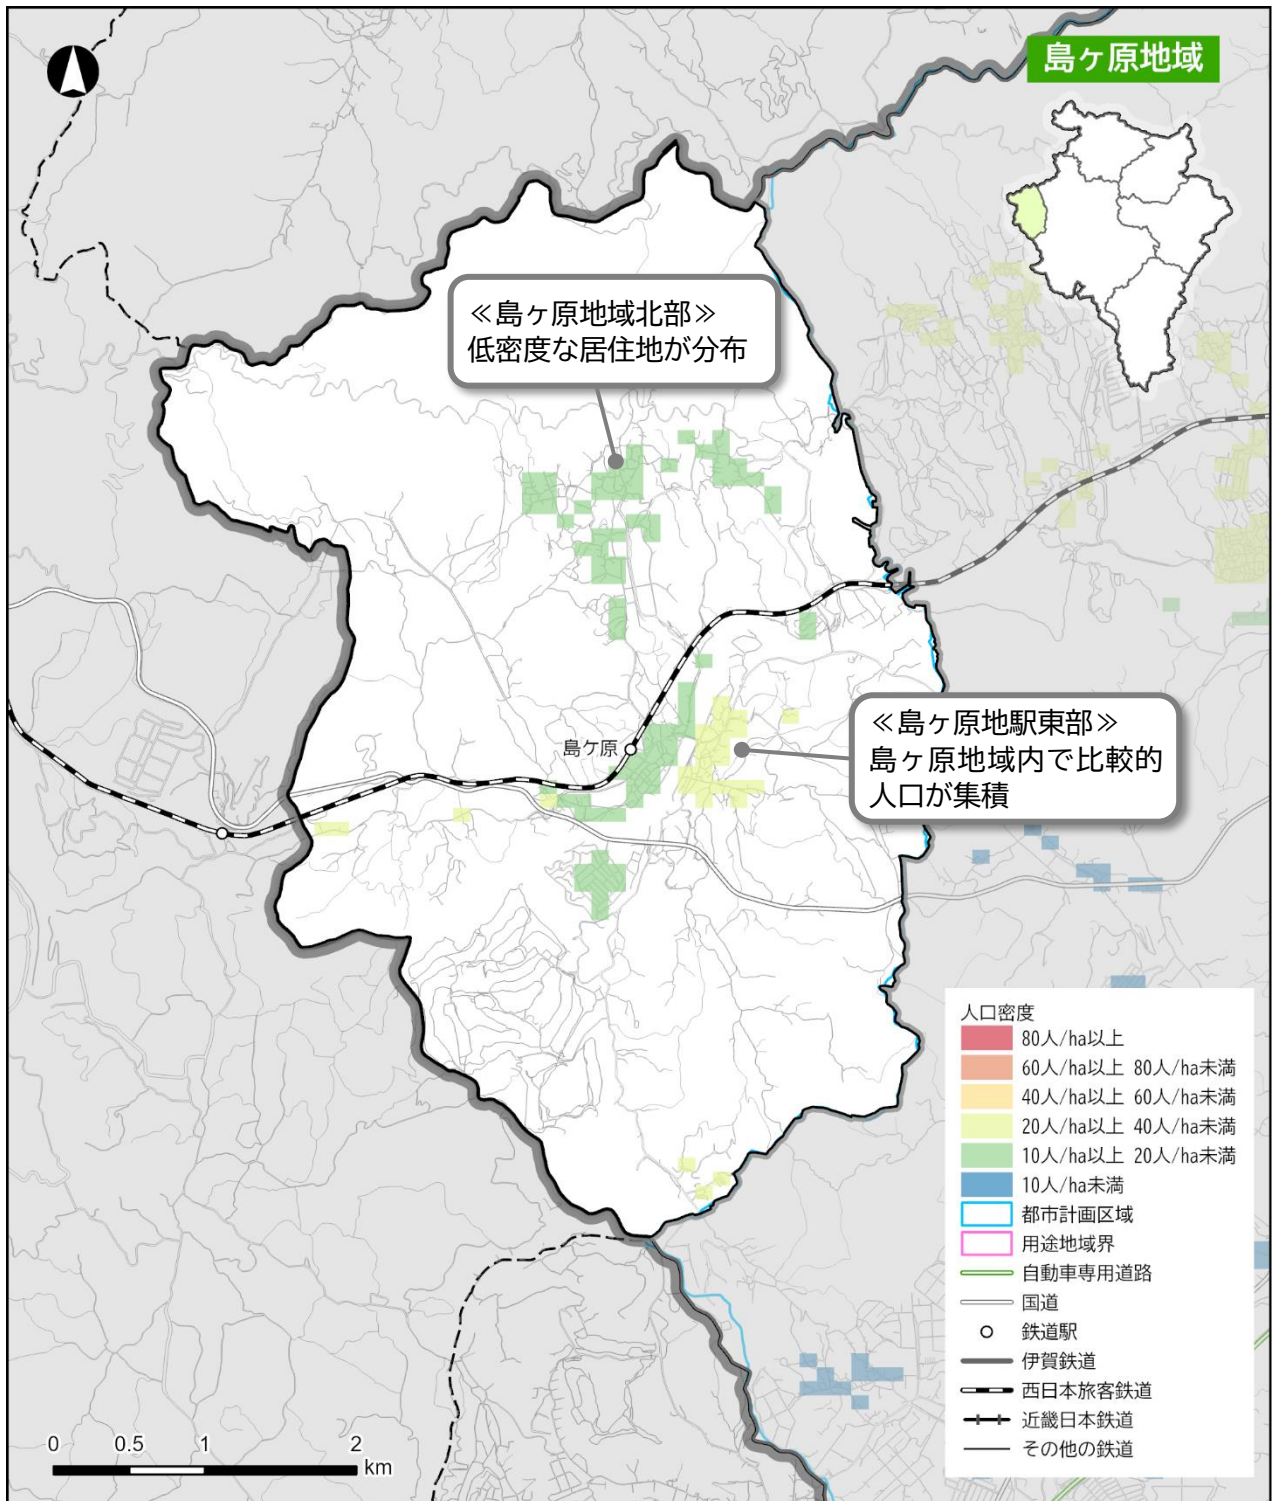 島ヶ原地域
≪島ヶ原地域北部≫
低密度な居住地が分布
≪島ヶ原地駅東部≫
島ヶ原地域内で比較的
人口が集積
島ケ原
人口密度
80人/ha以上
60人/ha以上 80人/ha未満
40人/ha以上 60人/ha未満
20人/ha以上 40人/ha未満
10人/ha以上 20人/ha未満
10人/ha未満
都市計画区域
用途地域界
自動車専用道路
国道
鉄道駅
伊賀鉄道
西日本旅客鉄道
近畿日本鉄道
その他の鉄道
0 0.5 1 2
km